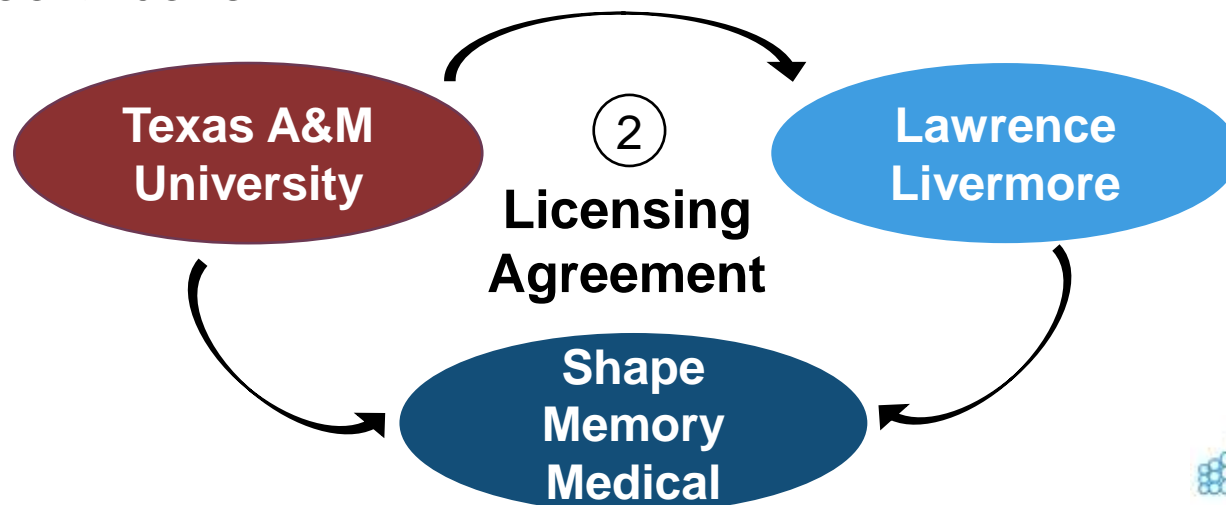 Texas A&M
University
2
Licensing
Agreement
Lawrence
Livermore
Shape
Memory
Medical